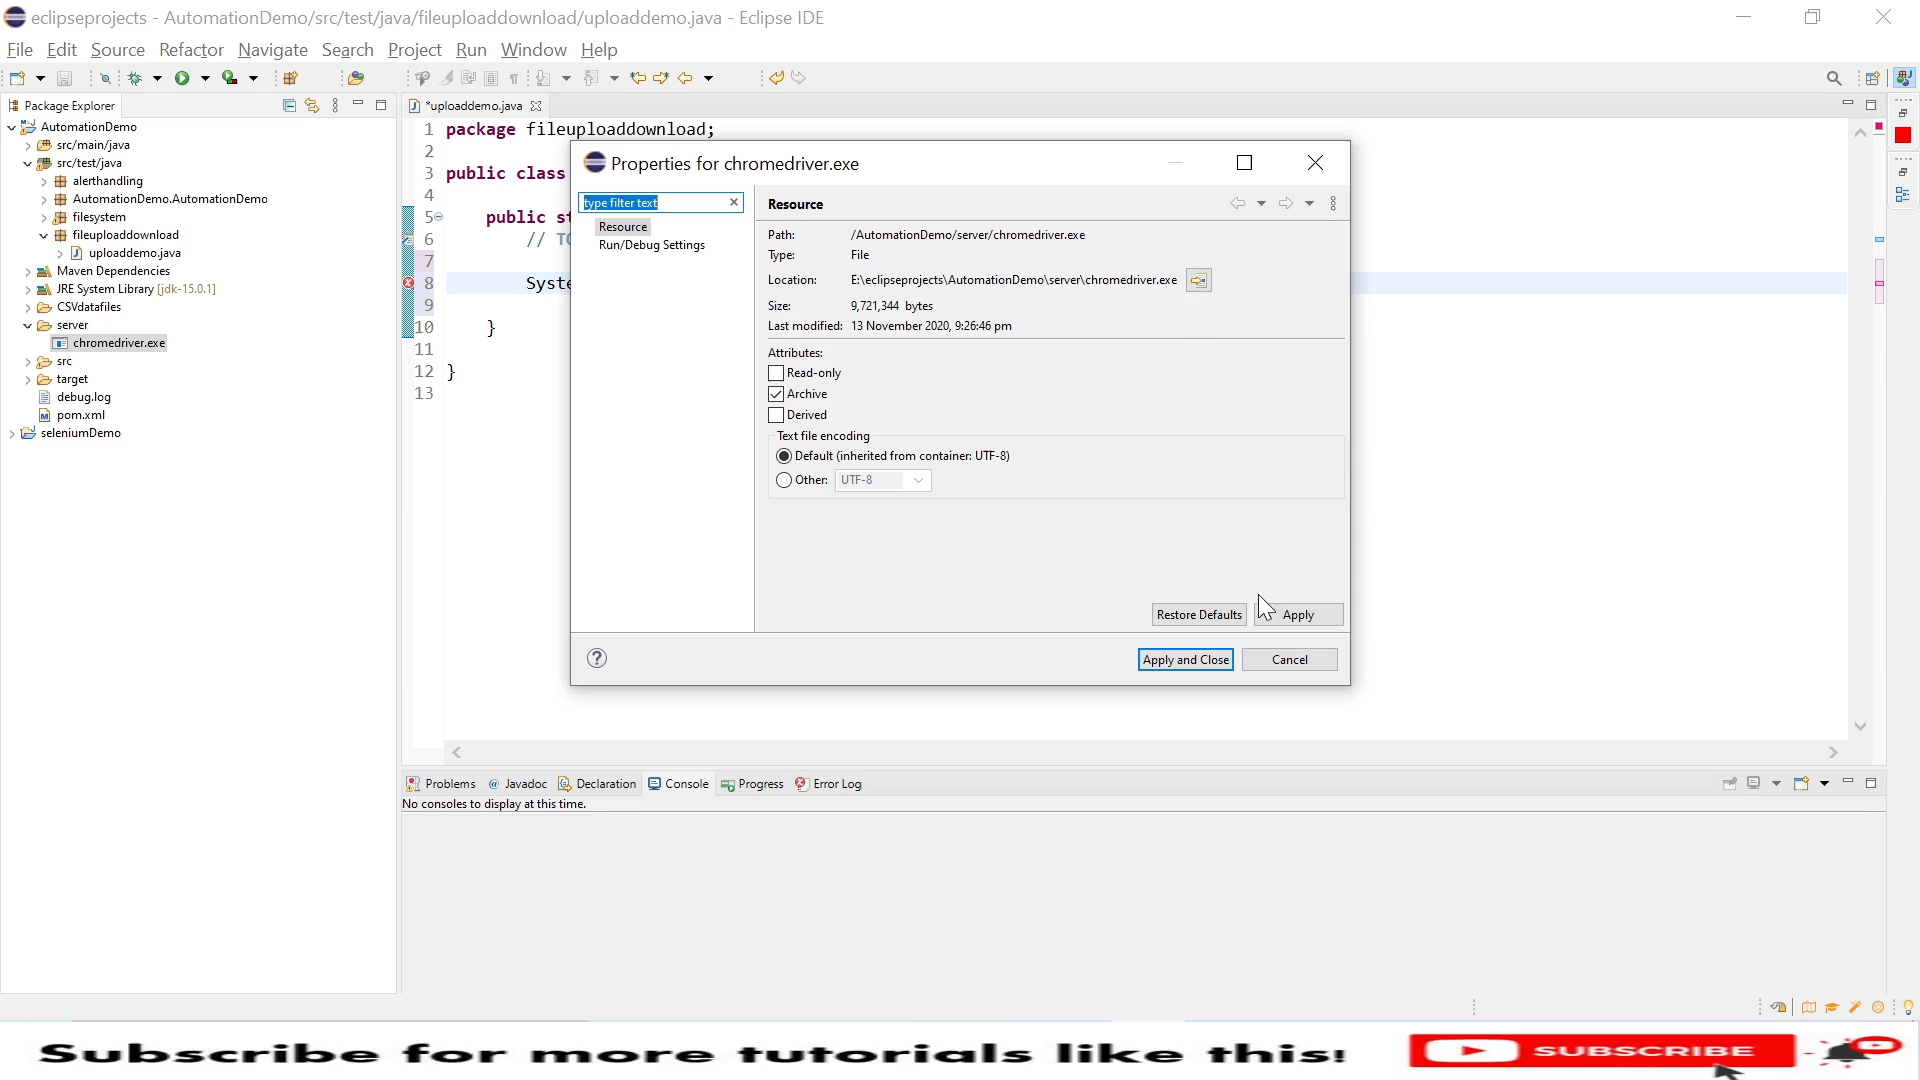 eclipseprojects - AutomationDemo/src/test/java/fileuploaddownload/uploaddemo.java - Eclipse IDE
File Edit Source Refactor Navigate Search Project Run Window Help
Package Explorer
AutomationDemo
src/main/java
src/test/java
alerthandling
AutomationDemo.AutomationDemo
filesystem
fileuploaddownload
uploaddemo.java
Maven Dependencies
JRE System Library [jdk-15.0.1]
CSVdatafiles
server
chromedriver.exe
src
target
debug.log
pom.xml
seleniumDemo
*uploaddemo.java
1 package fileuploaddownload;
2
3 public class
4
5 public st
6 // TO
7
8 Syste
9
10 }
11
12 }
13
Properties for chromedriver.exe
type filter text
Resource
Run/Debug Settings
Resource
Path: /AutomationDemo/server/chromedriver.exe
Type: File
Location: E:\eclipseprojects\AutomationDemo\server\chromedriver.exe
Size: 9,721,344 bytes
Last modified: 13 November 2020, 9:26:46 pm
Attributes:
Read-only
Archive
Derived
Text file encoding
Default (inherited from container: UTF-8)
Other: UTF-8
Restore Defaults Apply
Apply and Close Cancel
Problems Javadoc Declaration Console Progress Error Log
No consoles to display at this time.
Subscribe for more tutorials like this!
SUBSCRIBE